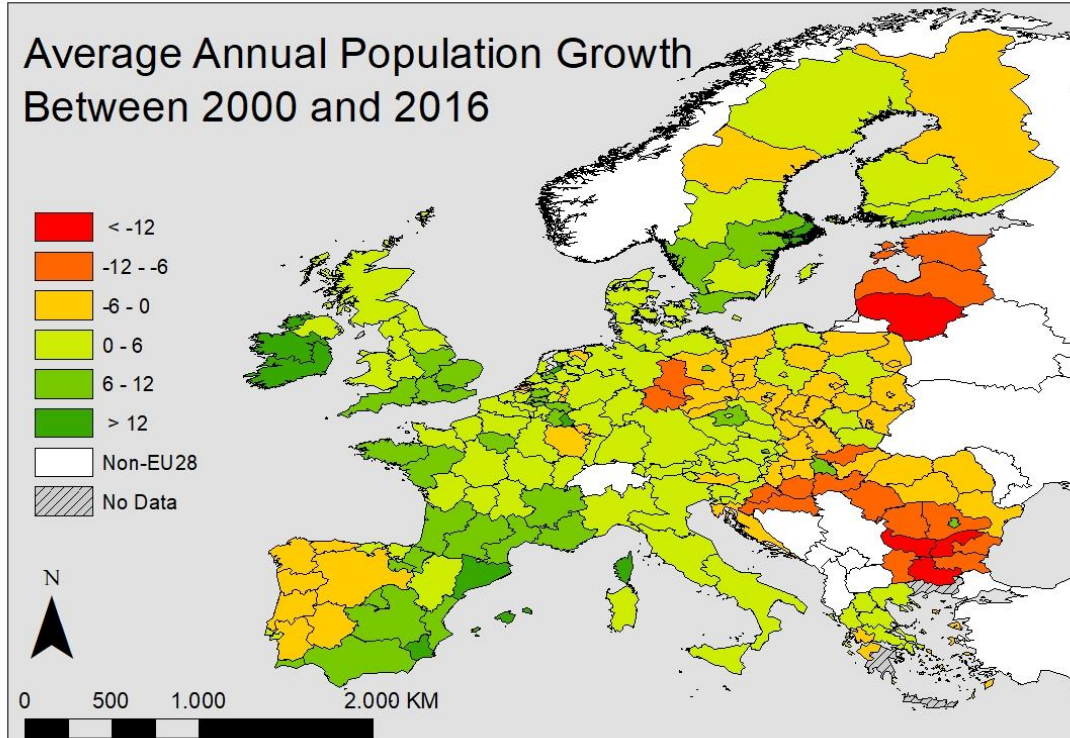 Average Annual Population Growth
Between 2000 and 2016
< -12
-12 - -6
-6 - 0
0 - 6
6 - 12
> 12
Non-EU28
No Data
N
0 500 1.000 2.000 KM